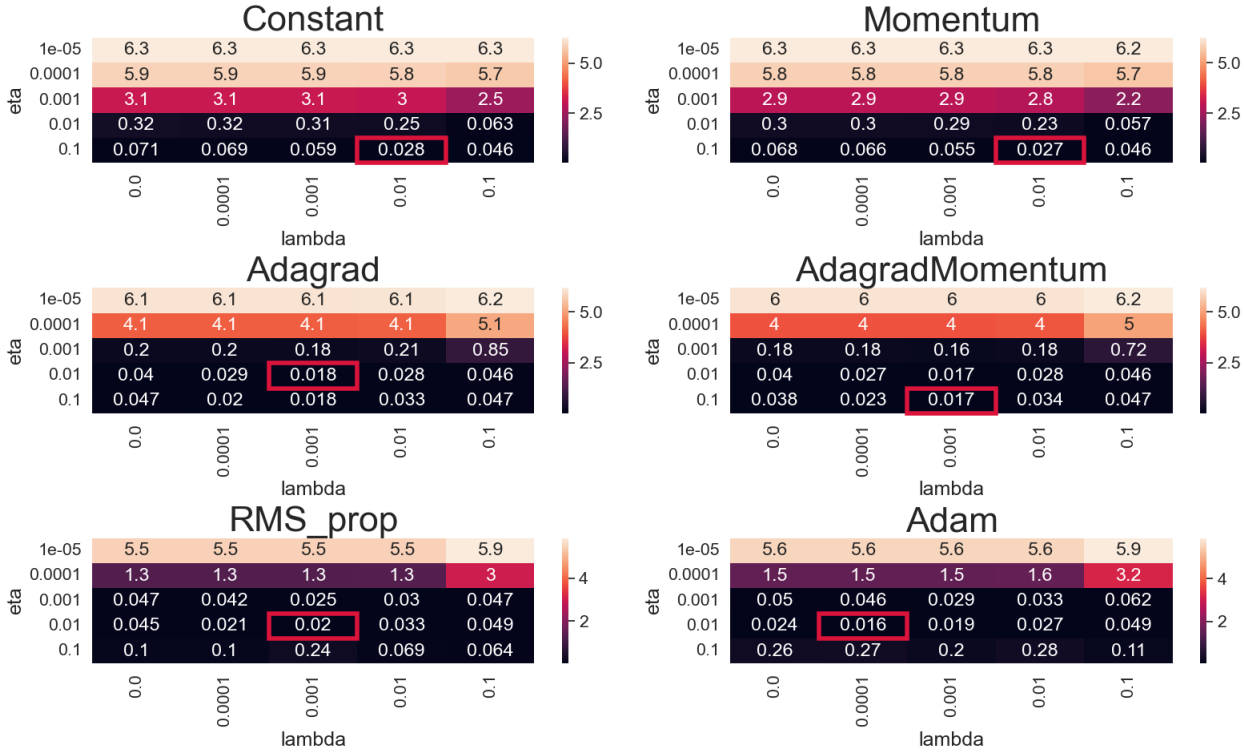 Constant
eta
1e-05 6.3 6.3 6.3 6.3 6.3
0.0001 5.9 5.9 5.9 5.8 5.7
0.001 3.1 3.1 3.1 3 2.5
0.01 0.32 0.32 0.31 0.25 0.063
0.1 0.071 0.069 0.059 0.028 0.046
0.0 0.0001 0.001 0.01 0.1
lambda
5.0
2.5
Momentum
eta
1e-05 6.3 6.3 6.3 6.3 6.2
0.0001 5.8 5.8 5.8 5.8 5.7
0.001 2.9 2.9 2.9 2.8 2.2
0.01 0.3 0.3 0.29 0.23 0.057
0.1 0.068 0.066 0.055 0.027 0.046
0.0 0.0001 0.001 0.01 0.1
lambda
5.0
2.5
Adagrad
eta
1e-05 6.1 6.1 6.1 6.1 6.2
0.0001 4.1 4.1 4.1 4.1 5.1
0.001 0.2 0.2 0.18 0.21 0.85
0.01 0.04 0.029 0.018 0.028 0.046
0.1 0.047 0.02 0.018 0.033 0.047
0.0 0.0001 0.001 0.01 0.1
lambda
5.0
2.5
AdagradMomentum
eta
1e-05 6 6 6 6 6.2
0.0001 4 4 4 4 5
0.001 0.18 0.18 0.16 0.18 0.72
0.01 0.04 0.027 0.017 0.028 0.046
0.1 0.038 0.023 0.017 0.034 0.047
0.0 0.0001 0.001 0.01 0.1
lambda
5.0
2.5
RMS_prop
eta
1e-05 5.5 5.5 5.5 5.5 5.9
0.0001 1.3 1.3 1.3 1.3 3
0.001 0.047 0.042 0.025 0.03 0.047
0.01 0.045 0.021 0.02 0.033 0.049
0.1 0.1 0.1 0.24 0.069 0.064
0.0 0.0001 0.001 0.01 0.1
lambda
4
2
Adam
eta
1e-05 5.6 5.6 5.6 5.6 5.9
0.0001 1.5 1.5 1.5 1.6 3.2
0.001 0.05 0.046 0.029 0.033 0.062
0.01 0.024 0.016 0.019 0.027 0.049
0.1 0.26 0.27 0.2 0.28 0.11
0.0 0.0001 0.001 0.01 0.1
lambda
4
2